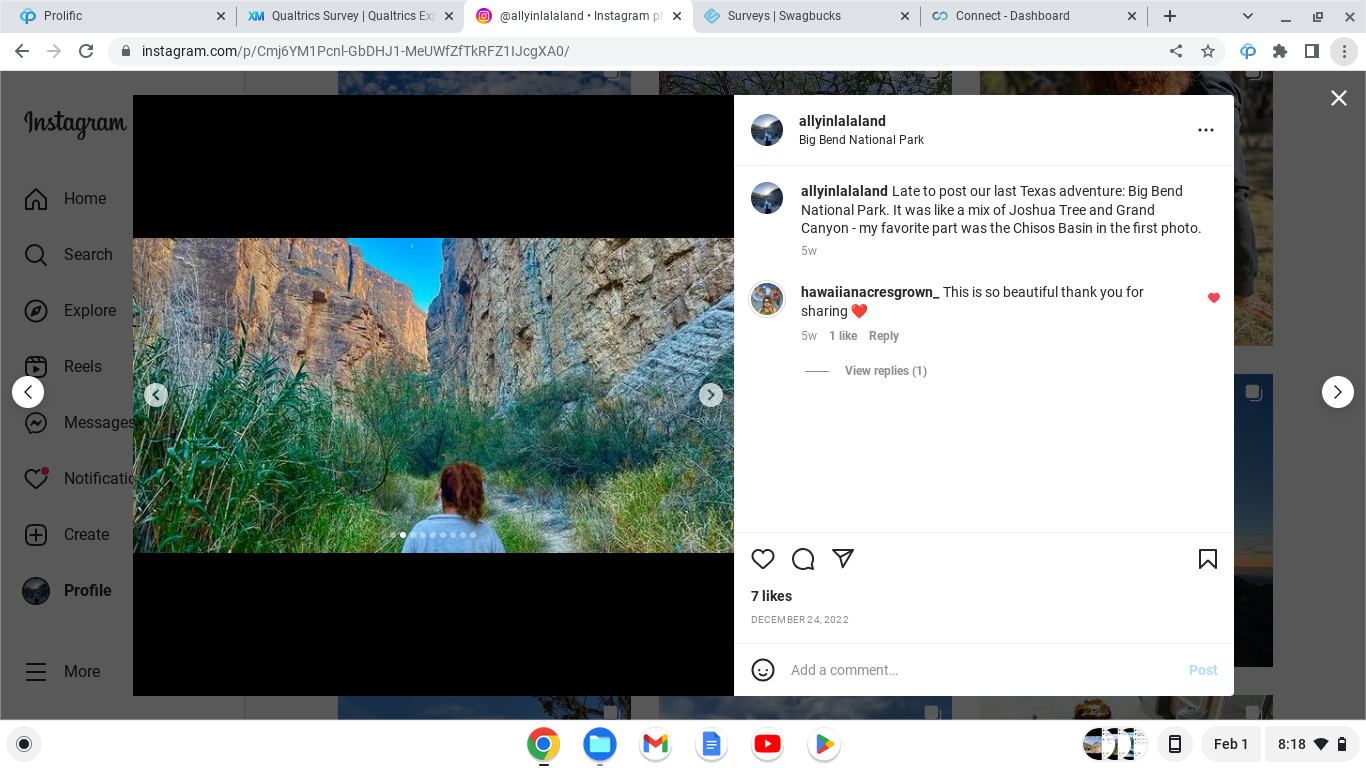 Prolific
Qualtrics Survey | Qualtrics Exp
@allyinlalaland • Instagram p
Surveys | Swagbucks
Connect - Dashboard
instagram.com/p/Cmj6YM1Pcnl-GbDHJ1-MeUWfZfTkRFZ1IJcgXA0/
Instagram
Home
Search
Explore
Reels
Messages
Notificatio
Create
Profile
More
allyinlalaland
Big Bend National Park
allyinlalaland Late to post our last Texas adventure: Big Bend
National Park. It was like a mix of Joshua Tree and Grand
Canyon - my favorite part was the Chisos Basin in the first photo.
5w
hawaiianacresgrown_ This is so beautiful thank you for
sharing ❤️
5w 1 like Reply
View replies (1)
7 likes
DECEMBER 24, 2022
Add a comment…
Post
Feb 1
8:18